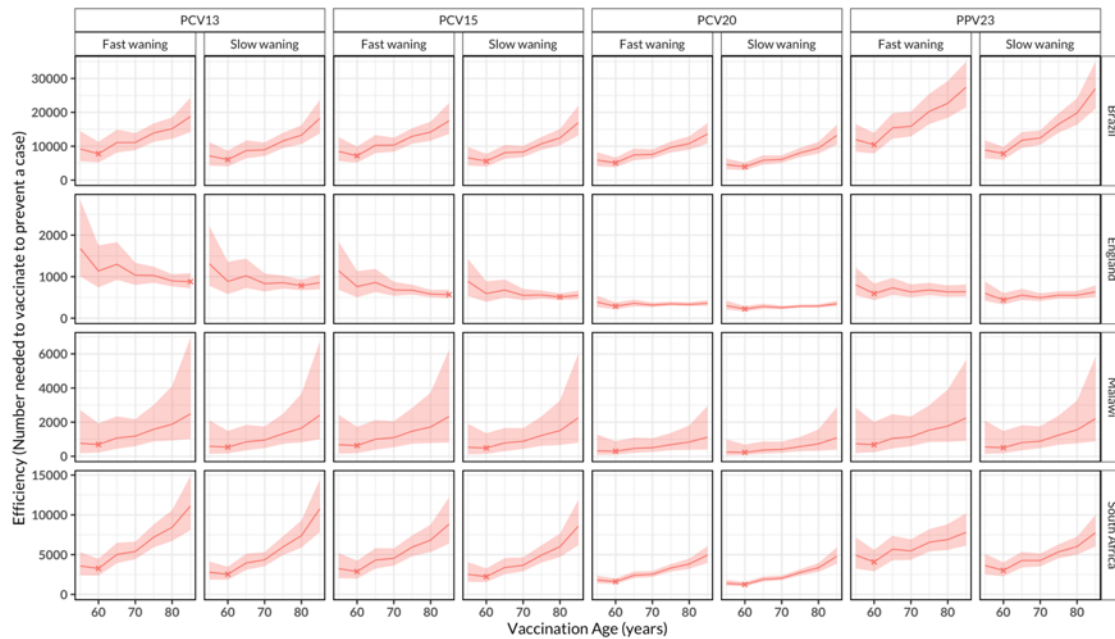 PCV13 PCV15 PCV20 PPV23
Fast waning Slow waning Fast waning Slow waning Fast waning Slow waning Fast waning Slow waning
Efficiency (Number needed to vaccinate to prevent a case)
30000
20000
10000
0
Brazil
2000
1000
0
England
6000
4000
2000
0
Malawi
15000
10000
5000
0
South Africa
60 70 80 60 70 80 60 70 80 60 70 80 60 70 80 60 70 80 60 70 80 60 70 80
Vaccination Age (years)